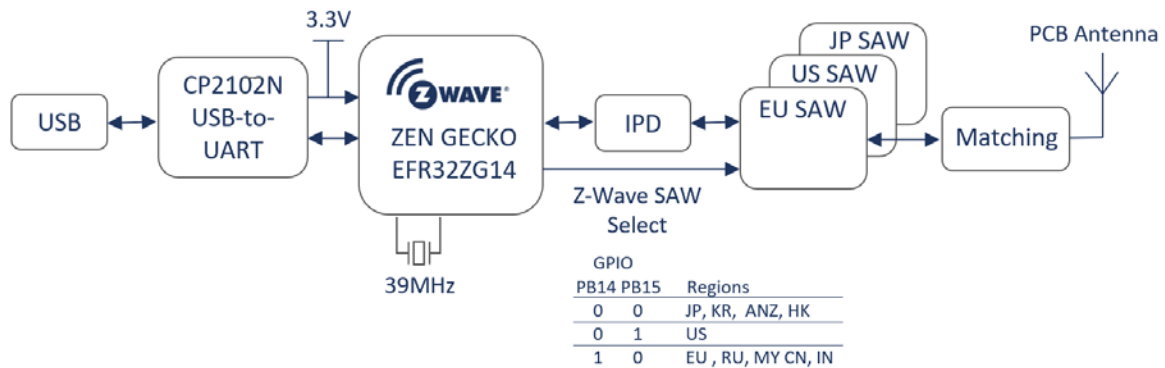 3.3V
PCB Antenna
JP SAW
US SAW
EU SAW
USB
CP2102N
USB-to-
UART
Z WAVE®
ZEN GECKO
EFR32ZG14
IPD
Matching
Z-Wave SAW
Select
39MHz
GPIO
PB14 PB15 Regions
0 0 JP, KR, ANZ, HK
0 1 US
1 0 EU , RU, MY CN, IN